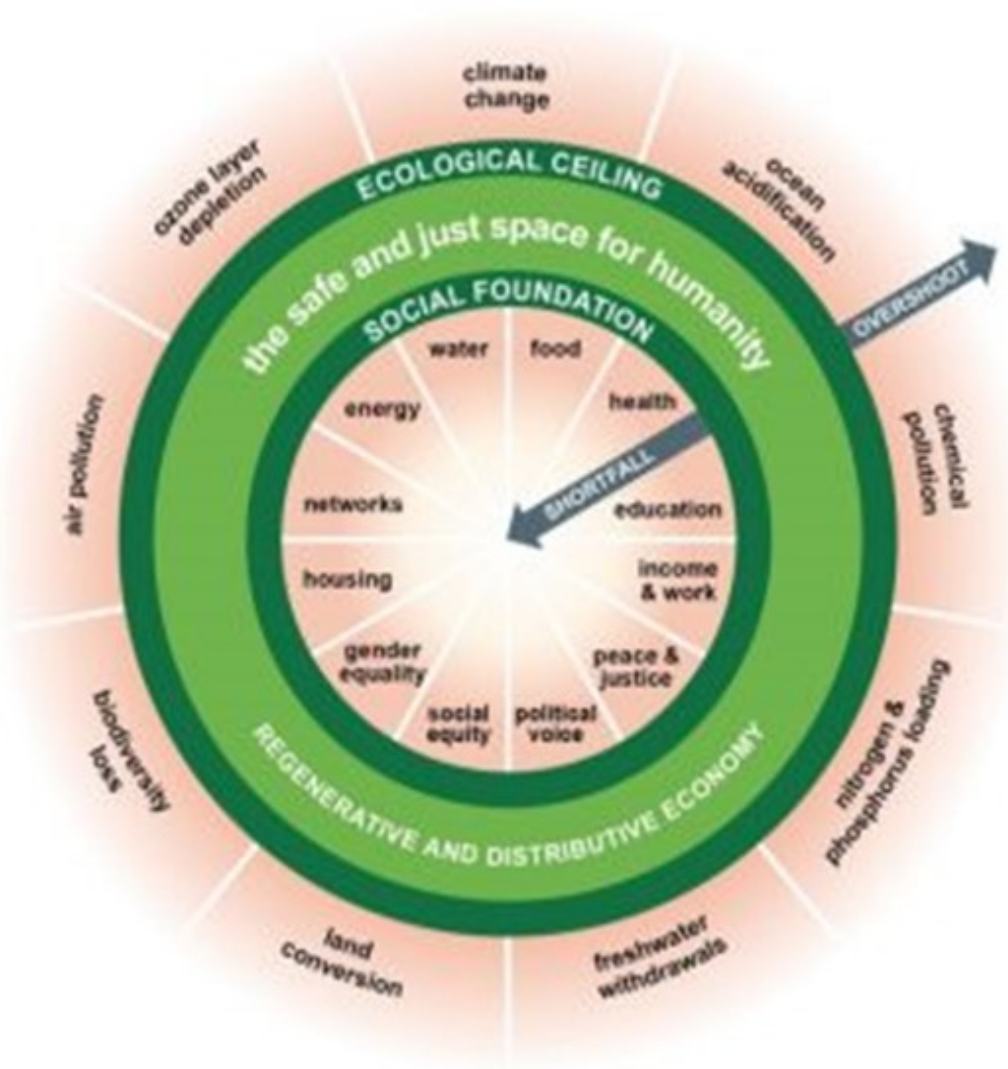 climate
change
ocean
acidification
OVERSHOOT
chemical
pollution
nitrogen &
phosphorus loading
freshwater
withdrawals
land
conversion
biodiversity
loss
air pollution
ozone layer
depletion
ECOLOGICAL CEILING
the safe and just space for humanity
SOCIAL FOUNDATION
water
food
health
SHORTFALL
education
income
& work
peace &
justice
political
voice
social
equity
gender
equality
housing
networks
energy
REGENERATIVE AND DISTRIBUTIVE ECONOMY